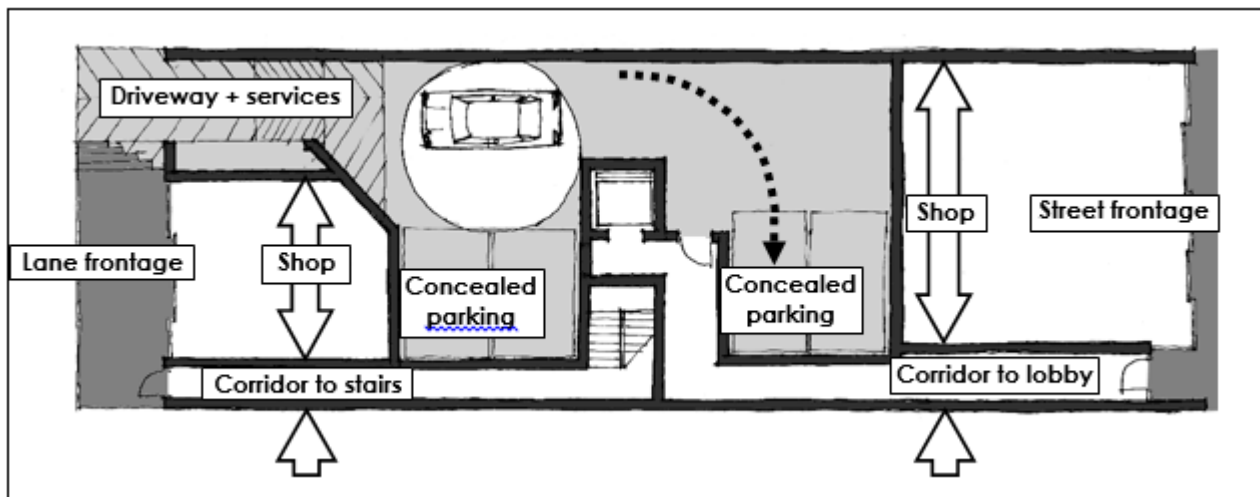 Driveway + services
Shop
Street frontage
Lane frontage
Shop
Concealed
parking
Concealed
parking
Corridor to stairs
Corridor to lobby